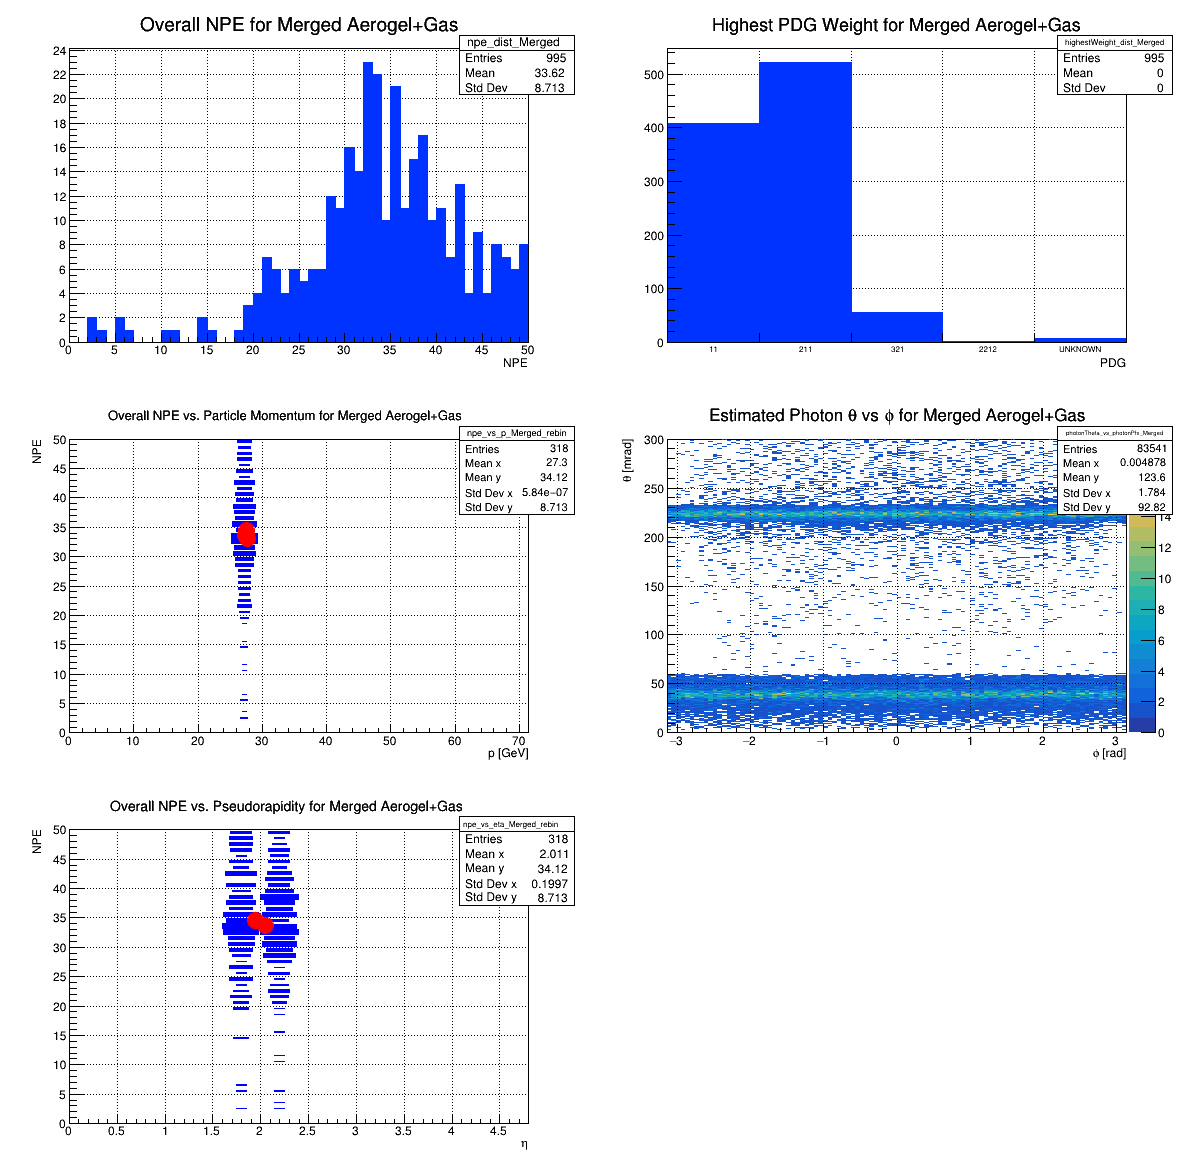 Overall NPE for Merged Aerogel+Gas
npe_dist_Merged
Entries 995
Mean 33.62
Std Dev 8.713
24
22
20
18
16
14
12
10
8
6
4
2
0
0 5 10 15 20 25 30 35 40 45 50
NPE
Highest PDG Weight for Merged Aerogel+Gas
highestWeight_dist_Merged
Entries 995
Mean 0
Std Dev 0
500
400
300
200
100
0
11 211 321 2212 UNKNOWN
PDG
Overall NPE vs. Particle Momentum for Merged Aerogel+Gas
npe_vs_p_Merged_rebin
Entries 318
Mean x 27.3
Mean y 34.12
Std Dev x 5.84e−07
Std Dev y 8.713
NPE
50
45
40
35
30
25
20
15
10
5
0
0 10 20 30 40 50 60 70
p [GeV]
Estimated Photon θ vs ϕ for Merged Aerogel+Gas
photonTheta_vs_photonPhi_Merged
Entries 83541
Mean x 0.004878
Mean y 123.6
Std Dev x 1.784
Std Dev y 92.82
θ [mrad]
300
250
200
150
100
50
0
−3 −2 −1 0 1 2 3
ϕ [rad]
14
12
10
8
6
4
2
0
Overall NPE vs. Pseudorapidity for Merged Aerogel+Gas
npe_vs_eta_Merged_rebin
Entries 318
Mean x 2.011
Mean y 34.12
Std Dev x 0.1997
Std Dev y 8.713
NPE
50
45
40
35
30
25
20
15
10
5
0
0 0.5 1 1.5 2 2.5 3 3.5 4 4.5
η